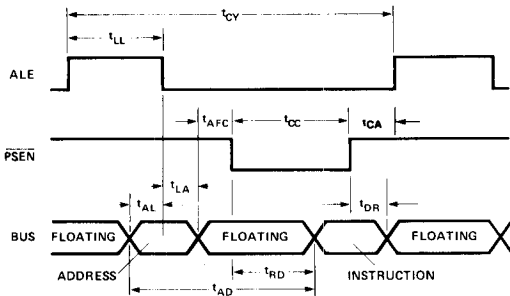 tCY
tLL
ALE
tAFC tCC tCA
PSEN
tLA
tAL tDR
BUS FLOATING FLOATING FLOATING
ADDRESS tRD INSTRUCTION
tAD